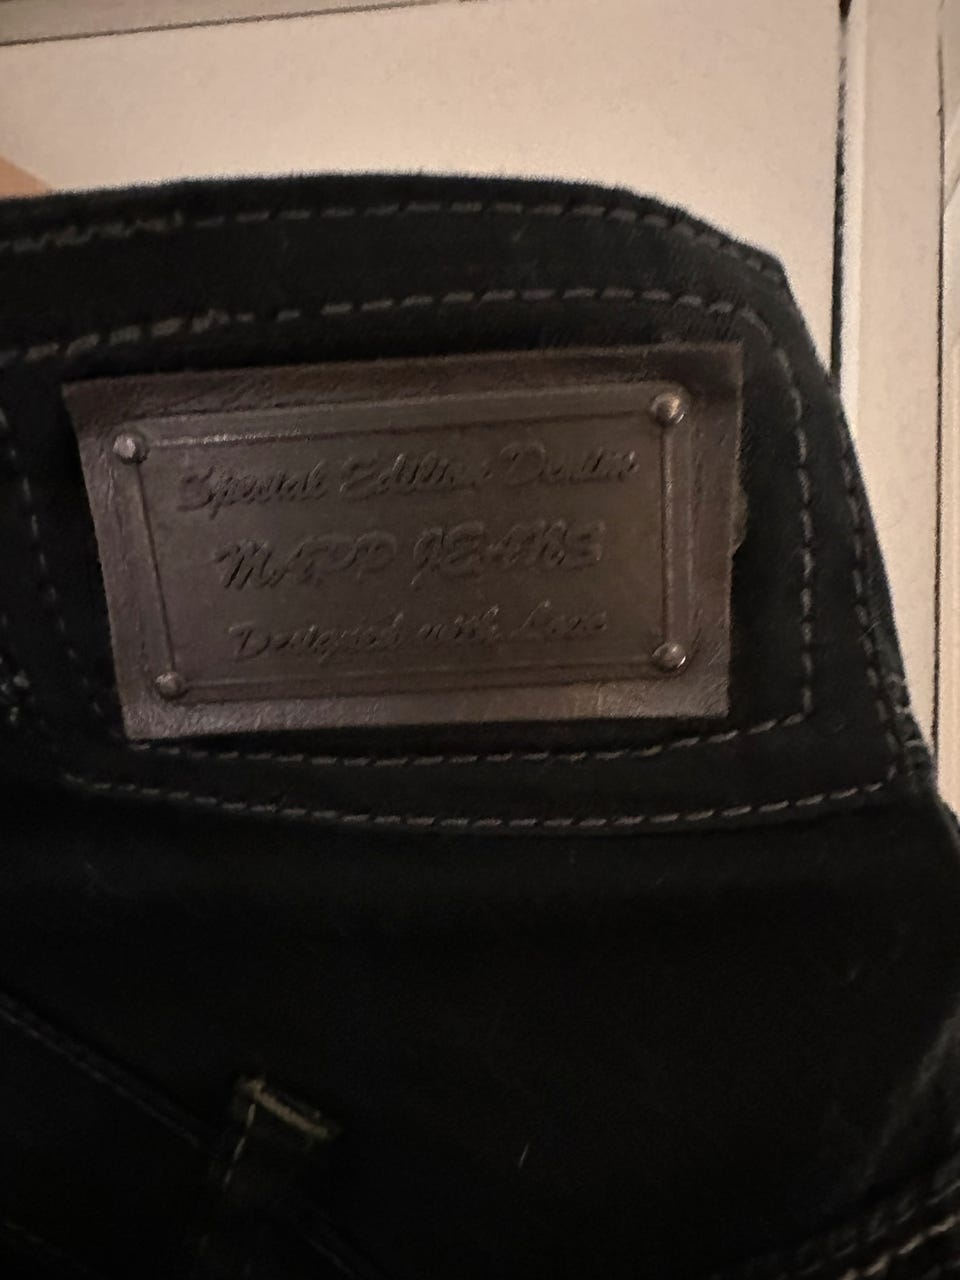 Special Edition Denim
MAPP JEANS
Designed with Love